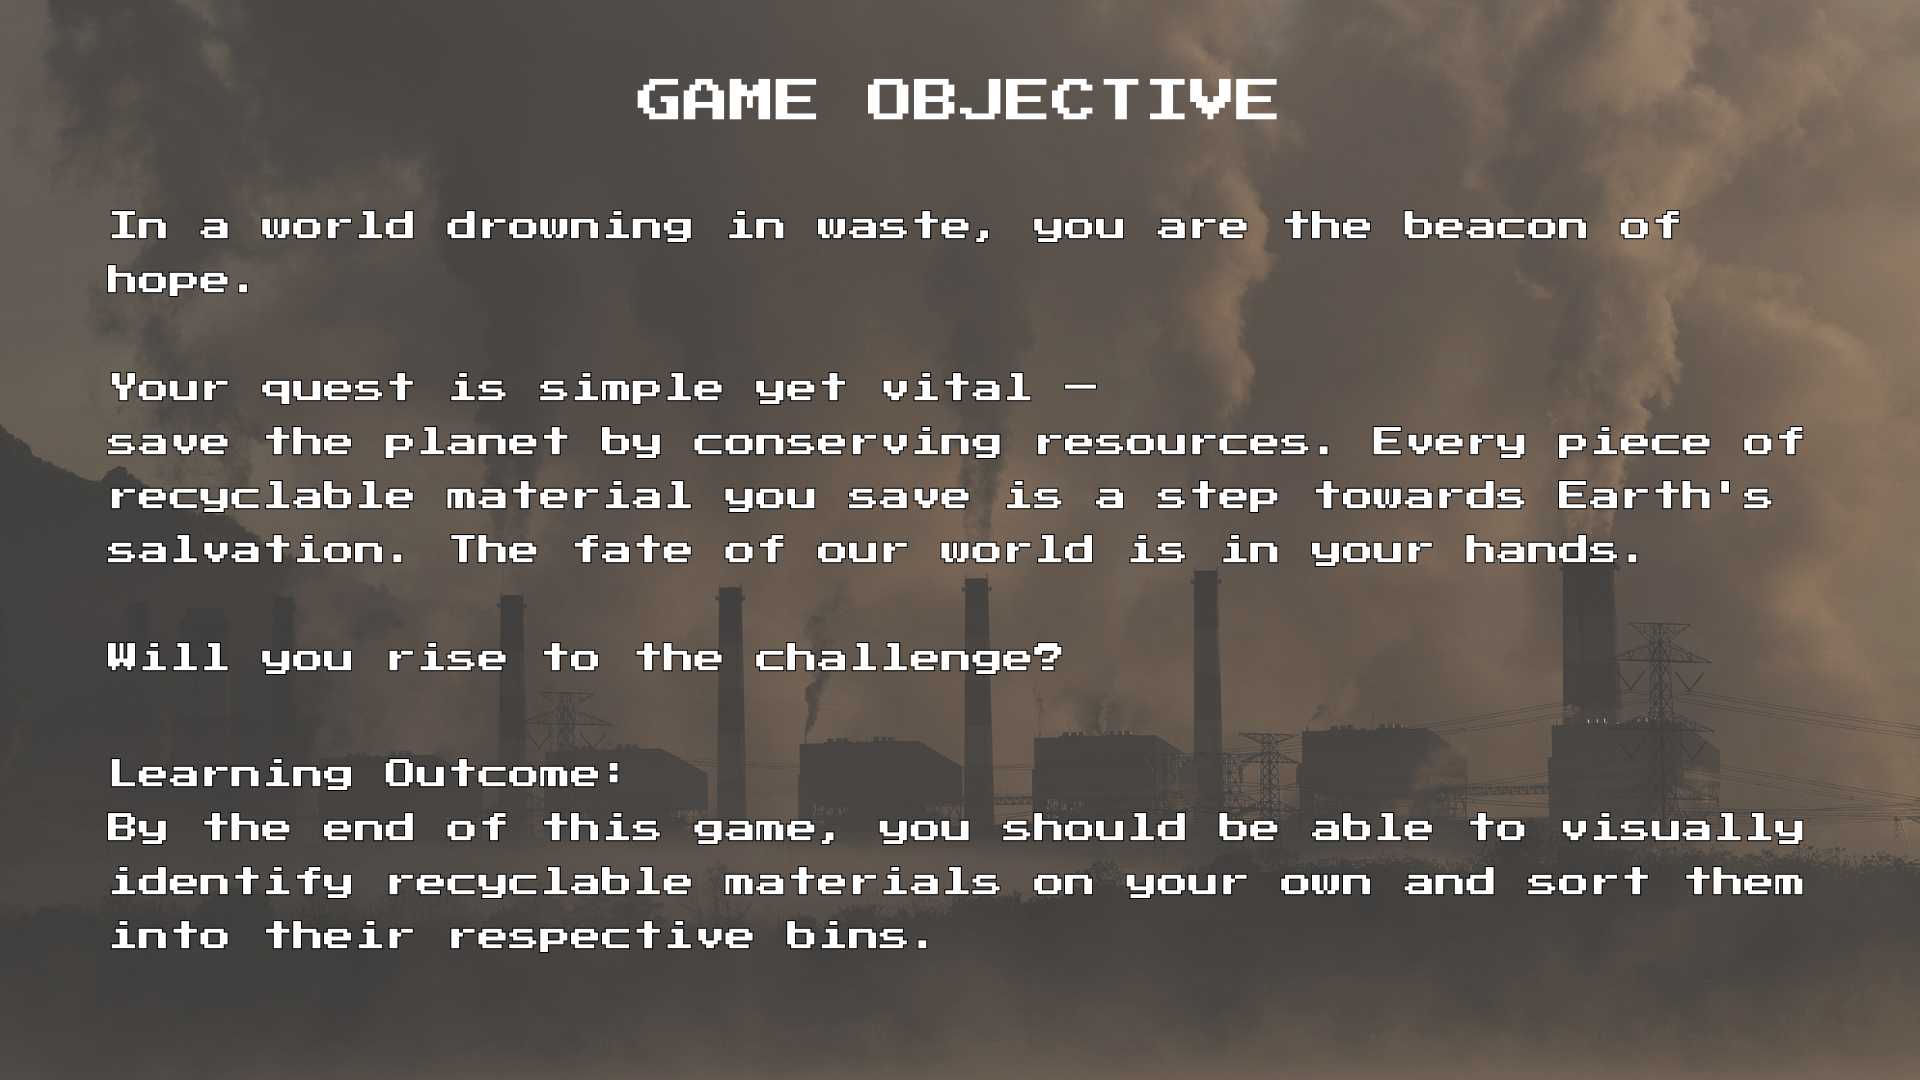 GAME OBJECTIVE
In a world drowning in waste, you are the beacon of
hope.
Your quest is simple yet vital —
save the planet by conserving resources. Every piece of
recyclable material you save is a step towards Earth's
salvation. The fate of our world is in your hands.
Will you rise to the challenge?
Learning Outcome:
By the end of this game, you should be able to visually
identify recyclable materials on your own and sort them
into their respective bins.